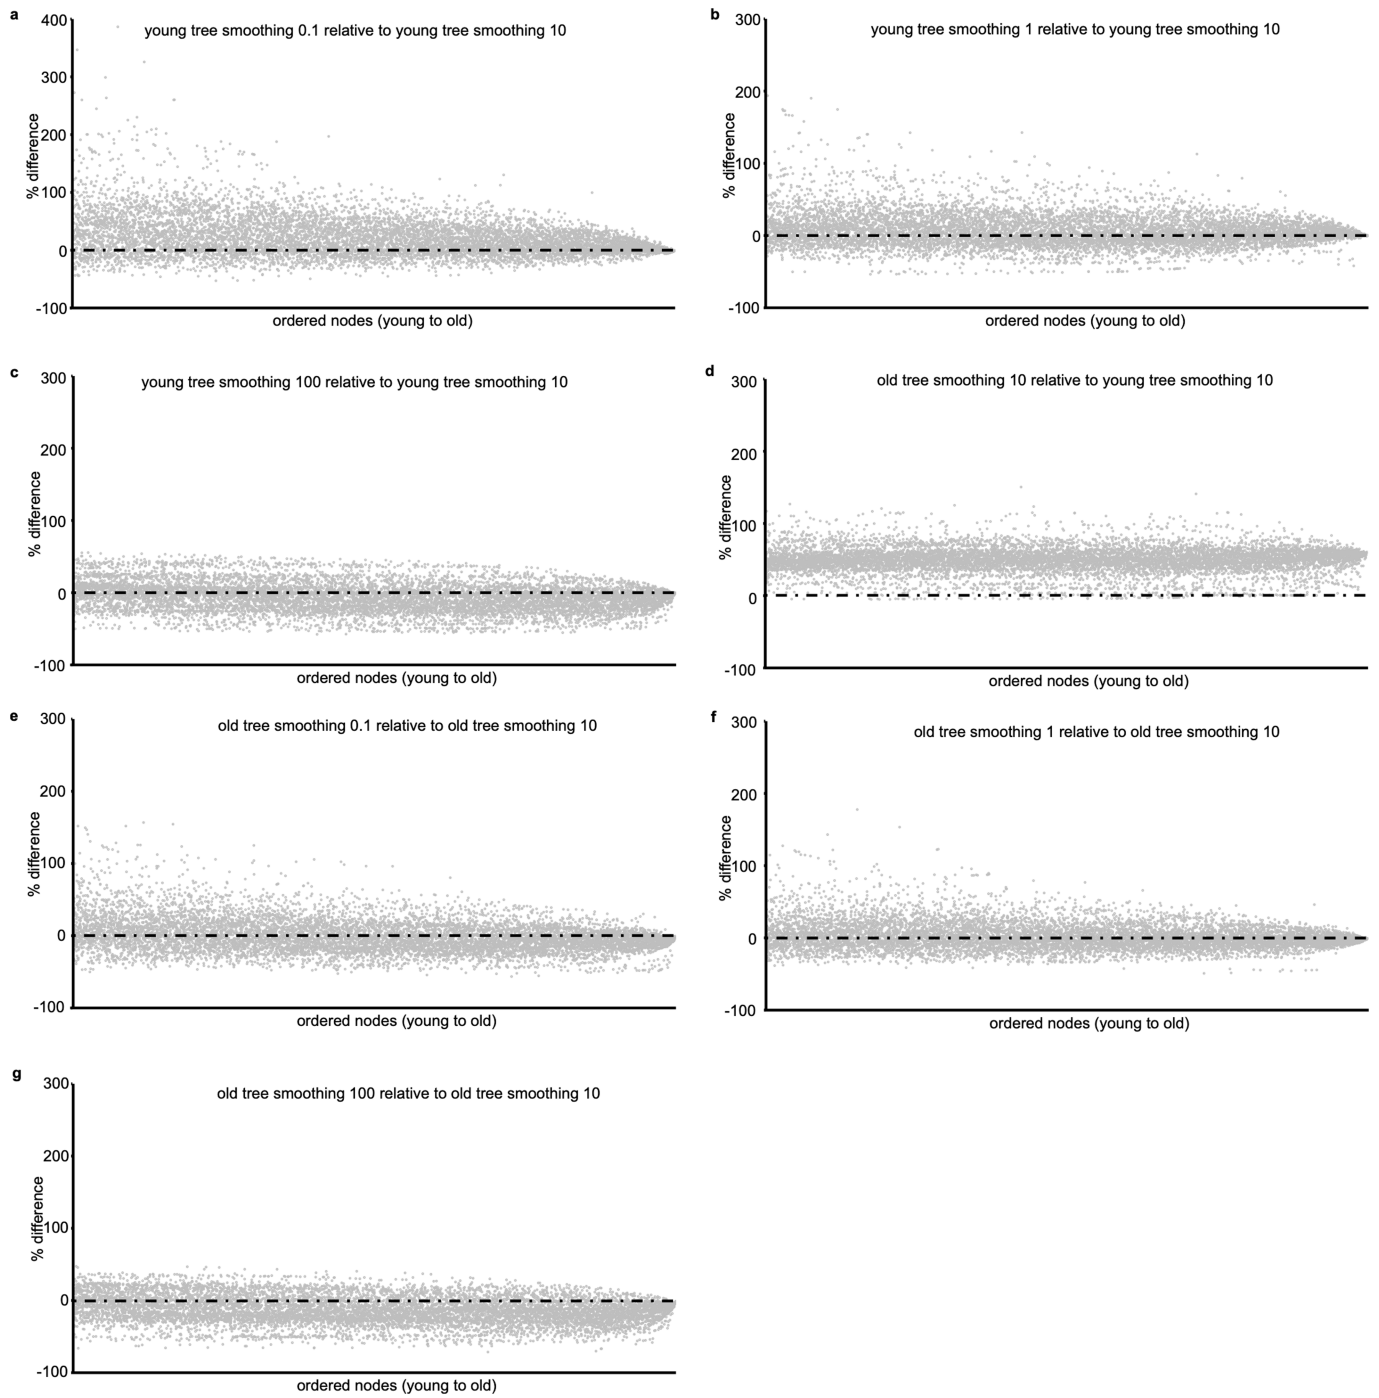 a
young tree smoothing 0.1 relative to young tree smoothing 10
400
300
200
100
0
-100
% difference
ordered nodes (young to old)
b
young tree smoothing 1 relative to young tree smoothing 10
300
200
100
0
-100
% difference
ordered nodes (young to old)
c
young tree smoothing 100 relative to young tree smoothing 10
300
200
100
0
-100
% difference
ordered nodes (young to old)
d
old tree smoothing 10 relative to young tree smoothing 10
300
200
100
0
-100
% difference
ordered nodes (young to old)
e
old tree smoothing 0.1 relative to old tree smoothing 10
300
200
100
0
-100
% difference
ordered nodes (young to old)
f
old tree smoothing 1 relative to old tree smoothing 10
300
200
100
0
-100
% difference
ordered nodes (young to old)
g
old tree smoothing 100 relative to old tree smoothing 10
300
200
100
0
-100
% difference
ordered nodes (young to old)